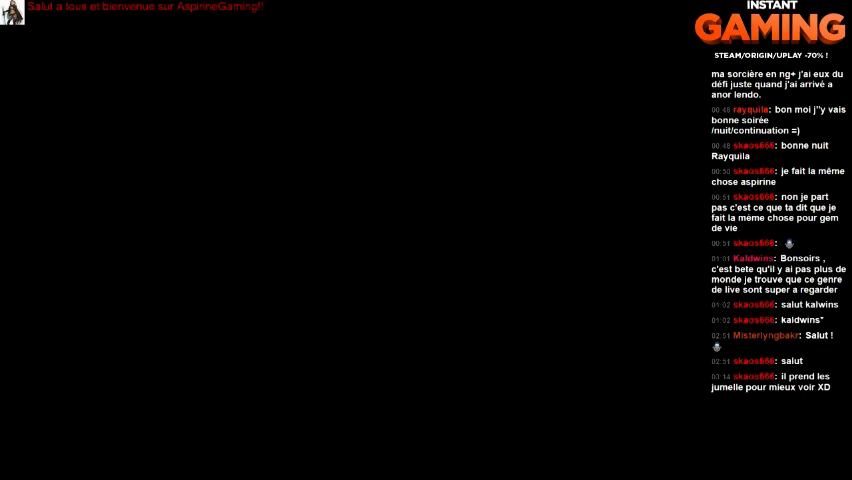 Salut a tous et bienvenue sur AspirineGaming!!
INSTANT
GAMING
STEAM/ORIGIN/UPLAY -70% !
ma sorcière en ng+ j'ai eux du
défi juste quand j'ai arrivé a
anor lendo.
00:48 rayquila: bon moi j''y vais
bonne soirée
/nuit/continuation =)
00:48 skaos666: bonne nuit
Rayquila
00:50 skaos666: je fait la même
chose aspirine
00:51 skaos666: non je part
pas c'est ce que ta dit que je
fait la même chose pour gem
de vie
00:51 skaos666:
01:01 Kaldwins: Bonsoirs ,
c'est bete qu'il y ai pas plus de
monde je trouve que ce genre
de live sont super a regarder
01:02 skaos666: salut kalwins
01:02 skaos666: kaldwins*
02:51 Misterlyngbakr: Salut !
02:51 skaos666: salut
03:14 skaos666: il prend les
jumelle pour mieux voir XD